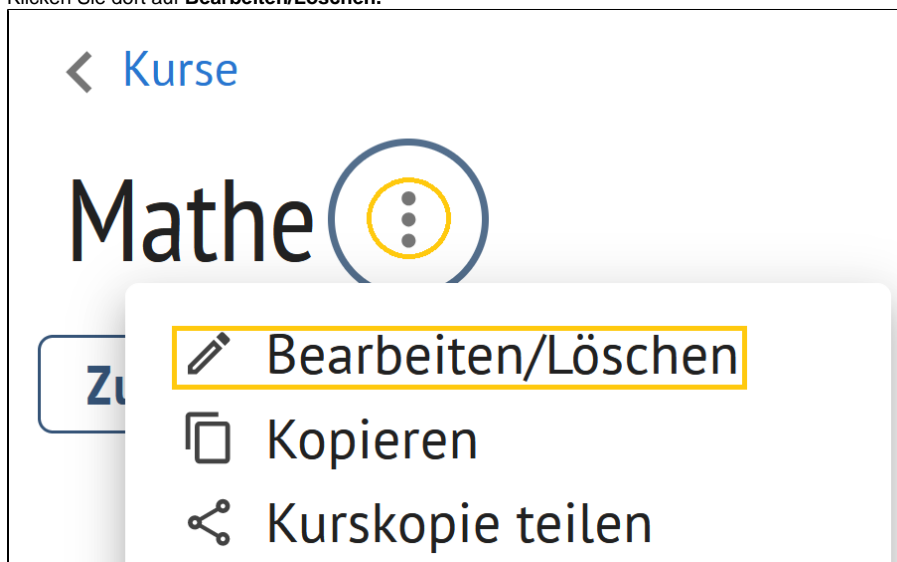 Klicken Sie dort auf Bearbeiten/Löschen.
Kurse
Mathe
Zu
Bearbeiten/Löschen
Kopieren
Kurskopie teilen